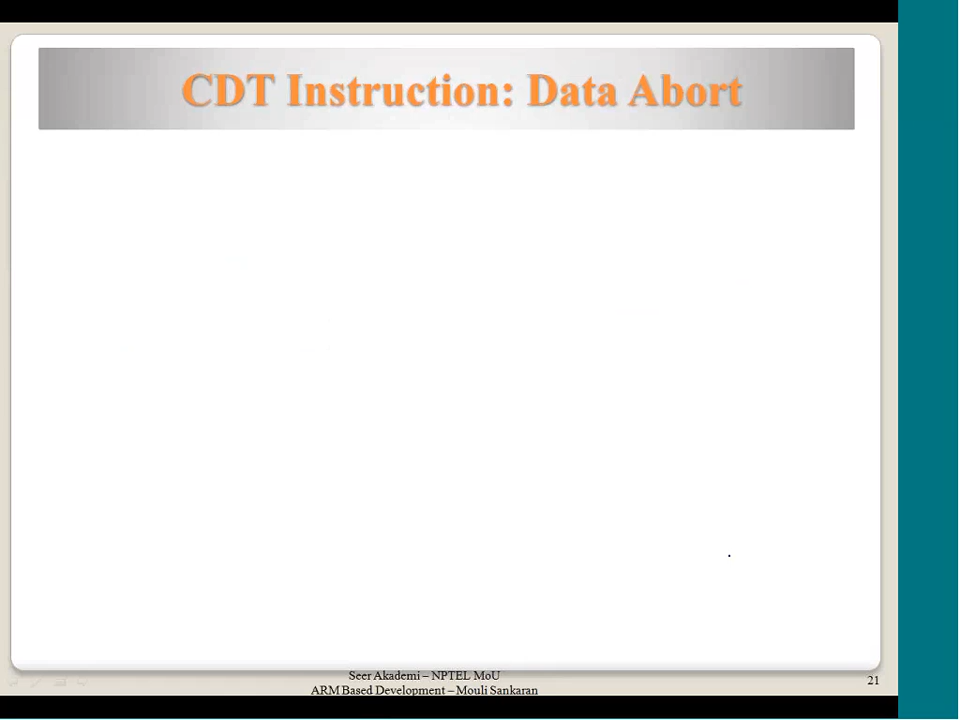 CDT Instruction: Data Abort
.
Seer Akademi – NPTEL MoU
ARM Based Development – Mouli Sankaran
21